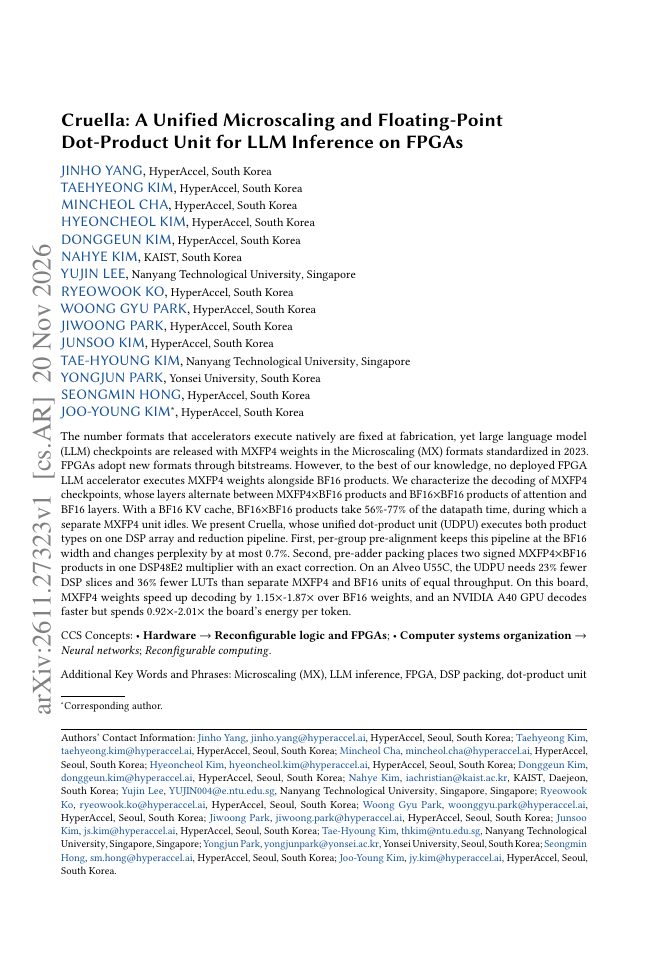 Cruella: A Unified Microscaling and Floating-Point
Dot-Product Unit for LLM Inference on FPGAs
JINHO YANG, HyperAccel, South Korea
TAEHYEONG KIM, HyperAccel, South Korea
MINCHEOL CHA, HyperAccel, South Korea
HYEONCHEOL KIM, HyperAccel, South Korea
DONGGEUN KIM, HyperAccel, South Korea
NAHYE KIM, KAIST, South Korea
YUJIN LEE, Nanyang Technological University, Singapore
RYEOWOOK KO, HyperAccel, South Korea
WOONG GYU PARK, HyperAccel, South Korea
JIWOONG PARK, HyperAccel, South Korea
JUNSOO KIM, HyperAccel, South Korea
TAE-HYOUNG KIM, Nanyang Technological University, Singapore
YONGJUN PARK, Yonsei University, South Korea
SEONGMIN HONG, HyperAccel, South Korea
JOO-YOUNG KIM*, HyperAccel, South Korea
The number formats that accelerators execute natively are fixed at fabrication, yet large language model
(LLM) checkpoints are released with MXFP4 weights in the Microscaling (MX) formats standardized in 2023.
FPGAs adopt new formats through bitstreams. However, to the best of our knowledge, no deployed FPGA
LLM accelerator executes MXFP4 weights alongside BF16 products. We characterize the decoding of MXFP4
checkpoints, whose layers alternate between MXFP4×BF16 products and BF16×BF16 products of attention and
BF16 layers. With a BF16 KV cache, BF16×BF16 products take 56%-77% of the datapath time, during which a
separate MXFP4 unit idles. We present Cruella, whose unified dot-product unit (UDPU) executes both product
types on one DSP array and reduction pipeline. First, per-group pre-alignment keeps this pipeline at the BF16
width and changes perplexity by at most 0.7%. Second, pre-adder packing places two signed MXFP4×BF16
products in one DSP48E2 multiplier with an exact correction. On an Alveo U55C, the UDPU needs 23% fewer
DSP slices and 36% fewer LUTs than separate MXFP4 and BF16 units of equal throughput. On this board,
MXFP4 weights speed up decoding by 1.15×-1.87× over BF16 weights, and an NVIDIA A40 GPU decodes
faster but spends 0.92×-2.01× the board's energy per token.
CCS Concepts: • Hardware → Reconfigurable logic and FPGAs; • Computer systems organization →
Neural networks; Reconfigurable computing.
Additional Key Words and Phrases: Microscaling (MX), LLM inference, FPGA, DSP packing, dot-product unit
*Corresponding author.
Authors' Contact Information: Jinho Yang, jinho.yang@hyperaccel.ai, HyperAccel, Seoul, South Korea; Taehyeong Kim,
taehyeong.kim@hyperaccel.ai, HyperAccel, Seoul, South Korea; Mincheol Cha, mincheol.cha@hyperaccel.ai, HyperAccel,
Seoul, South Korea; Hyeoncheol Kim, hyeoncheol.kim@hyperaccel.ai, HyperAccel, Seoul, South Korea; Donggeun Kim,
donggeun.kim@hyperaccel.ai, HyperAccel, Seoul, South Korea; Nahye Kim, iachristian@kaist.ac.kr, KAIST, Daejeon,
South Korea; Yujin Lee, YUJIN004@e.ntu.edu.sg, Nanyang Technological University, Singapore, Singapore; Ryeowook
Ko, ryeowook.ko@hyperaccel.ai, HyperAccel, Seoul, South Korea; Woong Gyu Park, woonggyu.park@hyperaccel.ai,
HyperAccel, Seoul, South Korea; Jiwoong Park, jiwoong.park@hyperaccel.ai, HyperAccel, Seoul, South Korea; Junsoo
Kim, js.kim@hyperaccel.ai, HyperAccel, Seoul, South Korea; Tae-Hyoung Kim, thkim@ntu.edu.sg, Nanyang Technological
University, Singapore, Singapore; Yongjun Park, yongjunpark@yonsei.ac.kr, Yonsei University, Seoul, South Korea; Seongmin
Hong, sm.hong@hyperaccel.ai, HyperAccel, Seoul, South Korea; Joo-Young Kim, jy.kim@hyperaccel.ai, HyperAccel, Seoul,
South Korea.
arXiv:2611.27323v1 [cs.AR] 20 Nov 2026